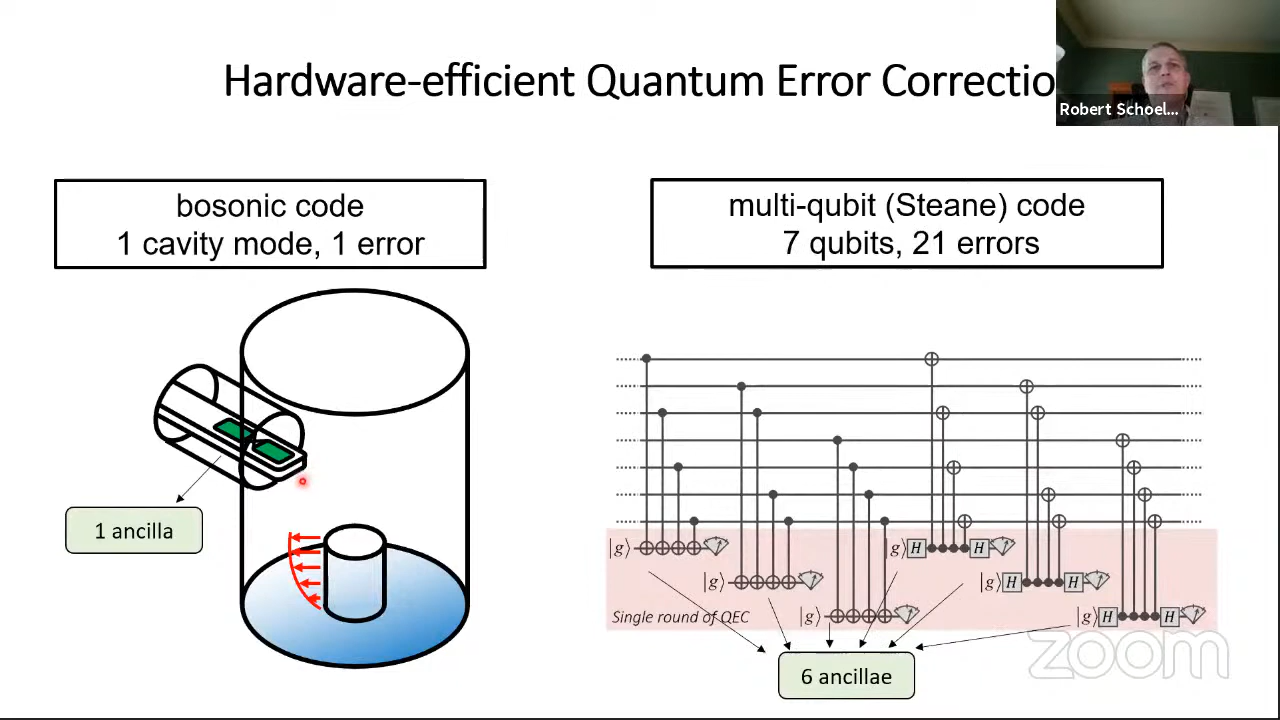 Hardware-efficient Quantum Error Correctio
Robert Schoel...
bosonic code
1 cavity mode, 1 error
multi-qubit (Steane) code
7 qubits, 21 errors
1 ancilla
|g⟩ |g⟩ H H
|g⟩ |g⟩ H H
Single round of QEC |g⟩ |g⟩ H H
6 ancillae
zoom